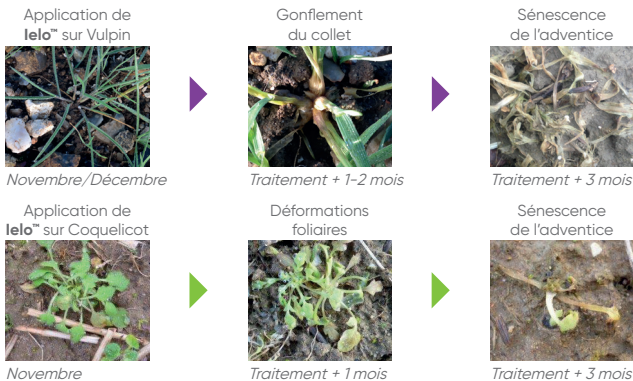 Application de
Ielo™ sur Vulpin
Gonflement
du collet
Sénescence
de l'adventice
Novembre/Décembre
Traitement + 1-2 mois
Traitement + 3 mois
Application de
Ielo™ sur Coquelicot
Déformations
foliaires
Sénescence
de l'adventice
Novembre
Traitement + 1 mois
Traitement + 3 mois